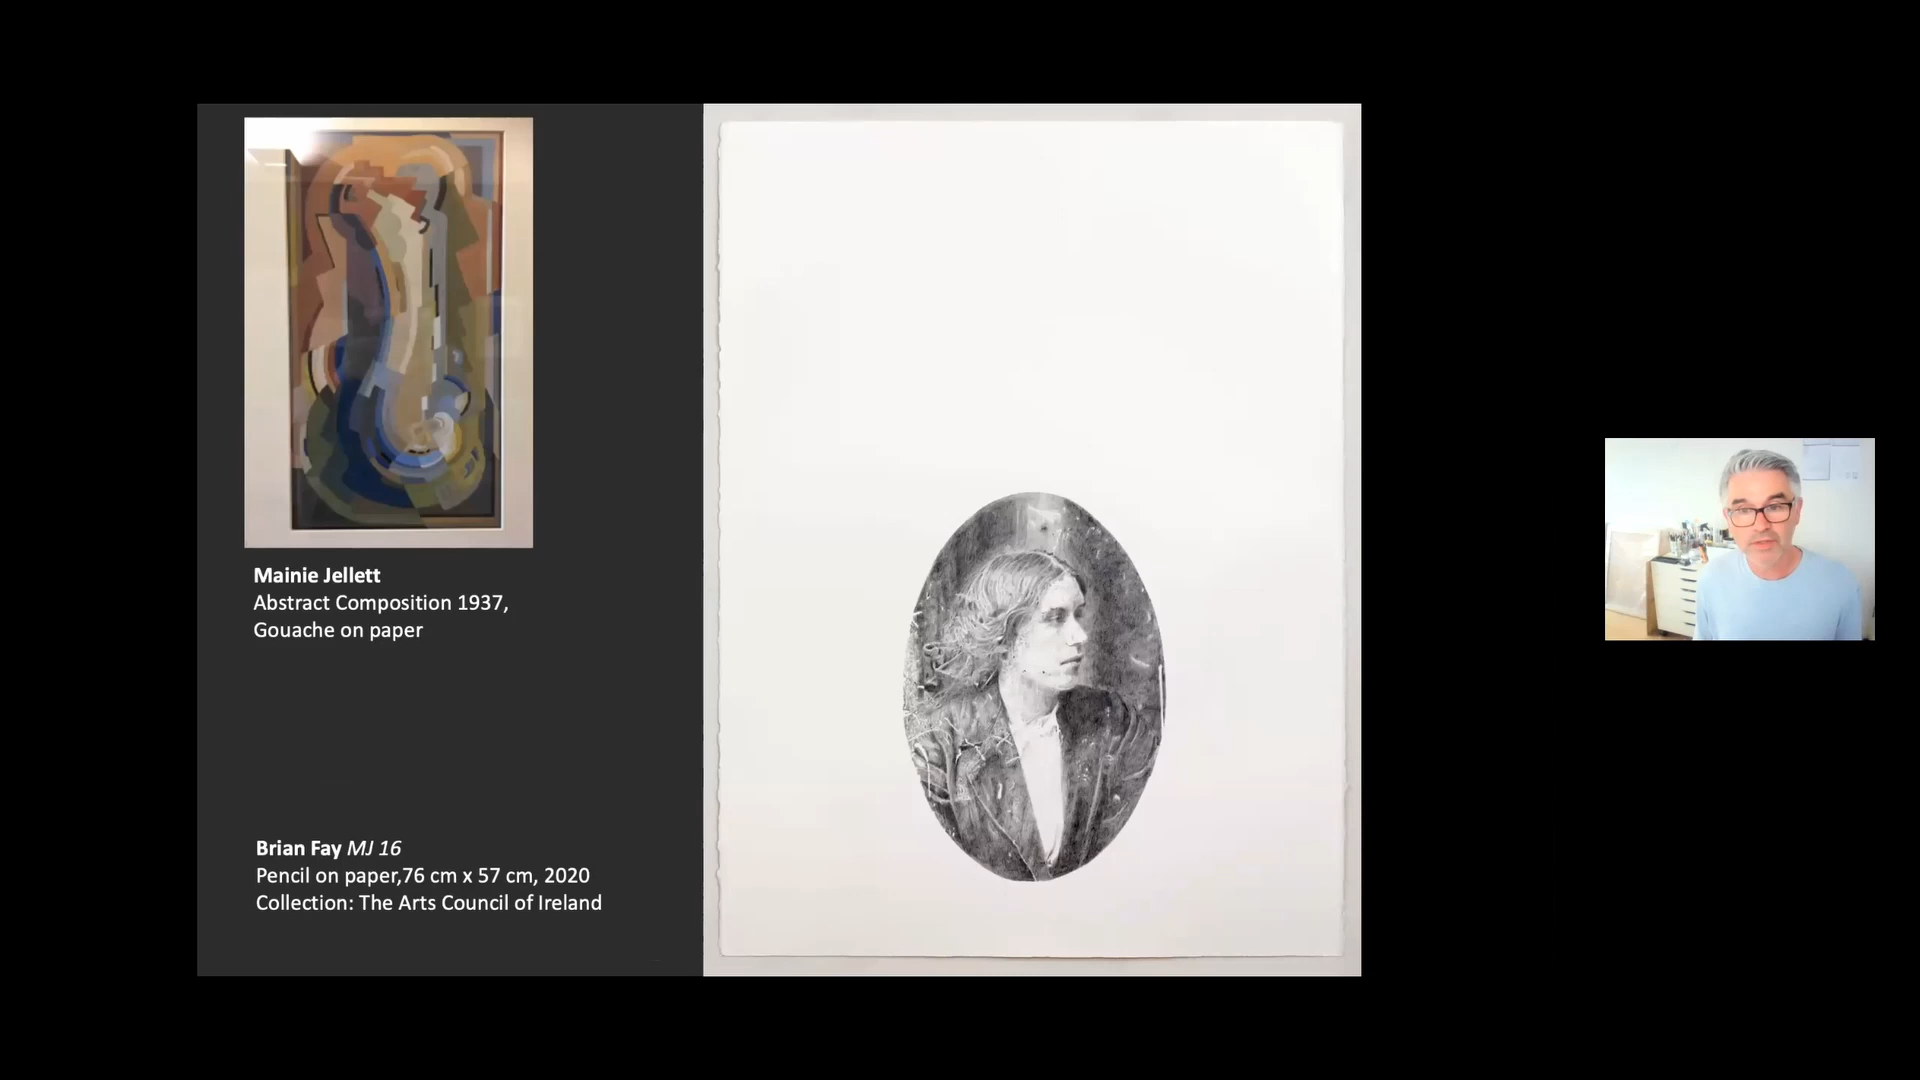 Mainie Jellett
Abstract Composition 1937,
Gouache on paper
Brian Fay MJ 16
Pencil on paper,76 cm x 57 cm, 2020
Collection: The Arts Council of Ireland